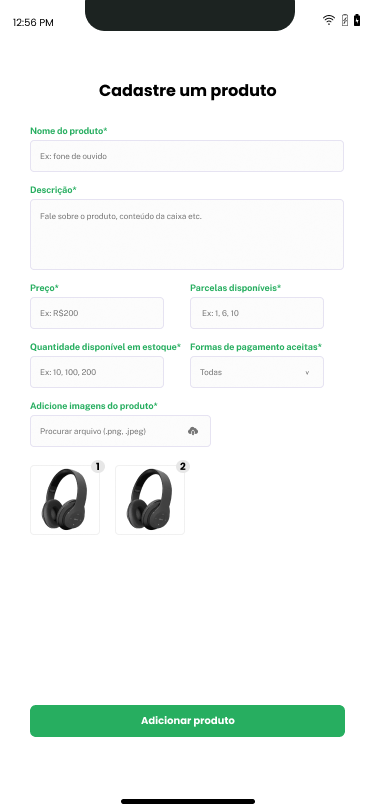 12:56 PM
Cadastre um produto
Nome do produto*
Ex: fone de ouvido
Descrição*
Fale sobre o produto, conteúdo da caixa etc.
Preço* Parcelas disponíveis*
Ex: R$200 Ex: 1, 6, 10
Quantidade disponível em estoque* Formas de pagamento aceitas*
Ex: 10, 100, 200 Todas
Adicione imagens do produto*
Procurar arquivo (.png, .jpeg)
1 2
Adicionar produto